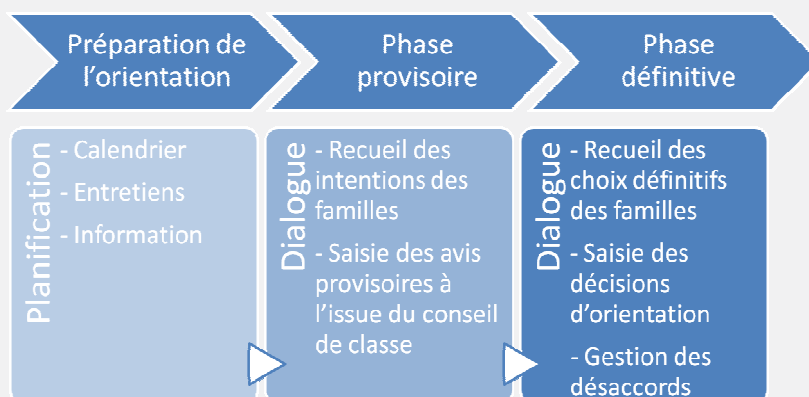 Préparation de
l'orientation
Phase
provisoire
Phase
définitive
Planification
- Calendrier
- Entretiens
- Information
Dialogue
- Recueil des
intentions des
familles
- Saisie des avis
provisoires à
l'issue du conseil
de classe
Dialogue
- Recueil des
choix définitifs
des familles
- Saisie des
décisions
d'orientation
- Gestion des
désaccords